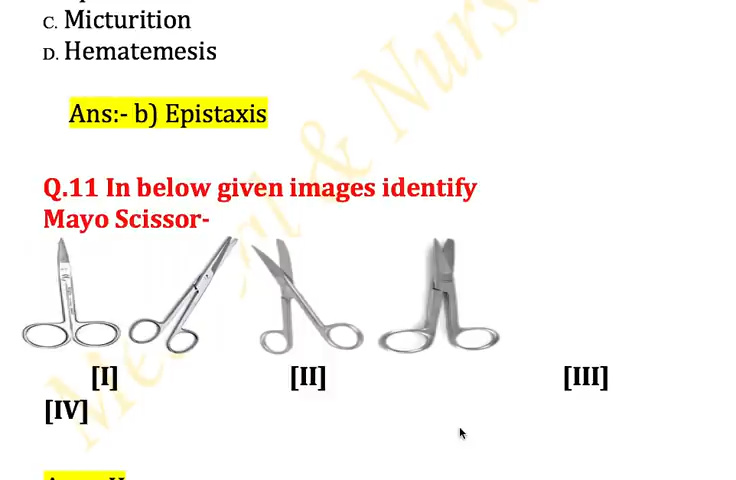 C. Micturition
D. Hematemesis
Ans:- b) Epistaxis
Q.11 In below given images identify
Mayo Scissor-
[I] [II] [III]
[IV]